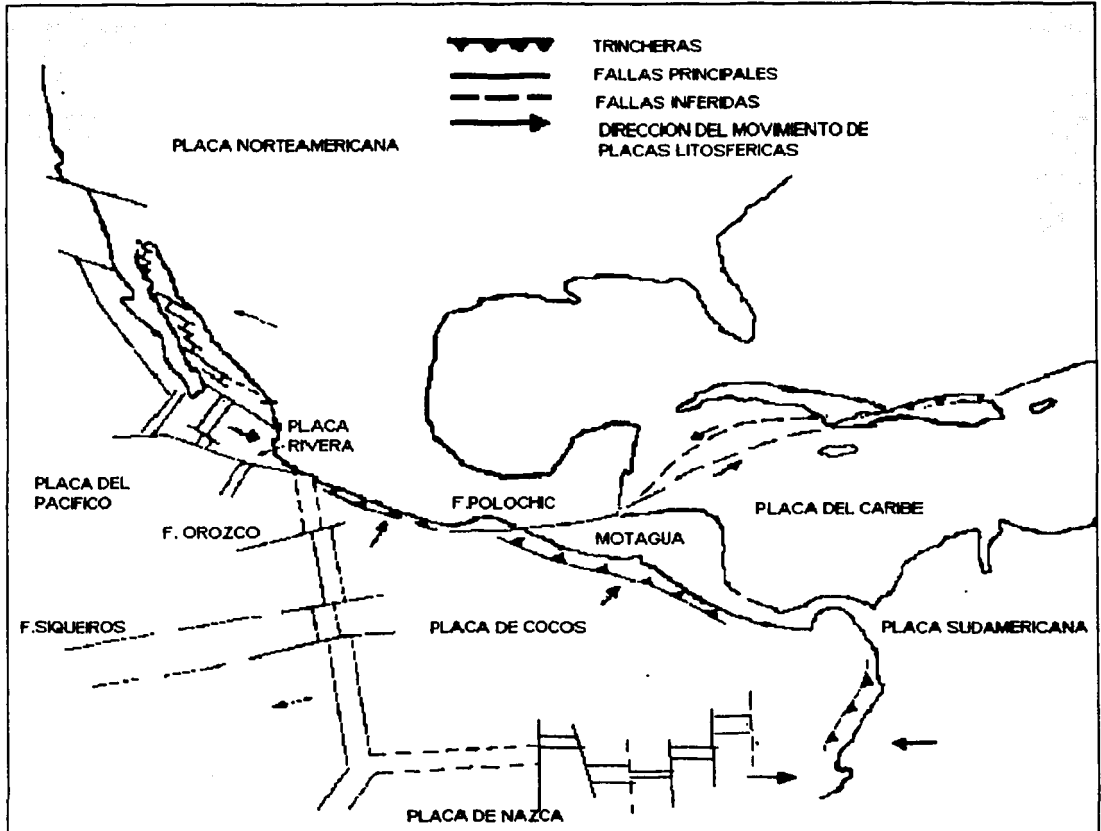 TRINCHERAS
FALLAS PRINCIPALES
FALLAS INFERIDAS
DIRECCION DEL MOVIMIENTO DE
PLACAS LITOSFERICAS
PLACA NORTEAMERICANA
PLACA
RIVERA
PLACA DEL
PACIFICO
F. OROZCO
F.POLOCHIC
MOTAGUA
PLACA DEL CARIBE
F.SIQUEIROS
PLACA DE COCOS
PLACA SUDAMERICANA
PLACA DE NAZCA